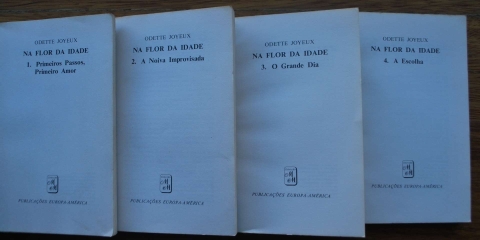 ODETTE JOYEUX
NA FLOR DA IDADE
1. Primeiros Passos,
Primeiro Amor
PUBLICAÇÕES EUROPA-AMÉRICA
ODETTE JOYEUX
NA FLOR DA IDADE
2. A Noiva Improvisada
PUBLICAÇÕES EUROPA-AMÉRICA
ODETTE JOYEUX
NA FLOR DA IDADE
3. O Grande Dia
PUBLICAÇÕES EUROPA-AMÉRICA
ODETTE JOYEUX
NA FLOR DA IDADE
4. A Escolha
PUBLICAÇÕES EUROPA-AMÉRICA